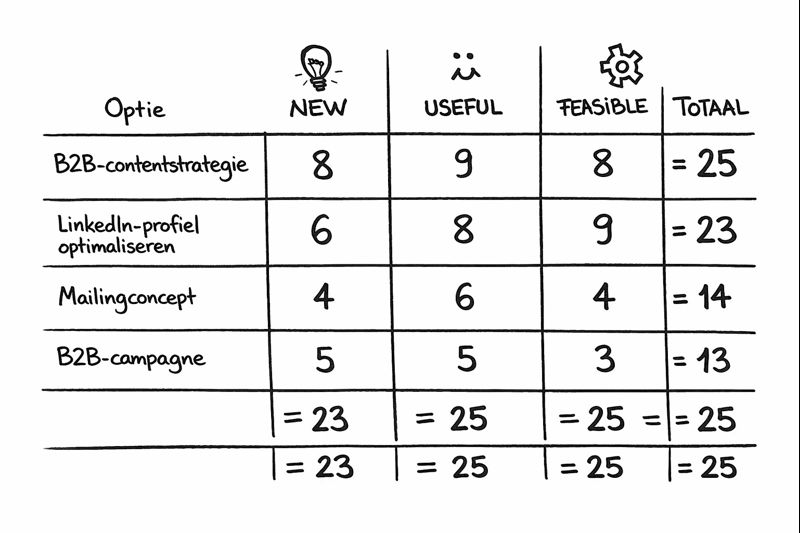 Optie NEW USEFUL FEASIBLE TOTAAL
B2B-contentstrategie 8 9 8 = 25
LinkedIn-profiel
optimaliseren 6 8 9 = 23
Mailingconcept 4 6 4 = 14
B2B-campagne 5 5 3 = 13
= 23 = 25 = 25 = = 25
= 23 = 25 = 25 = 25